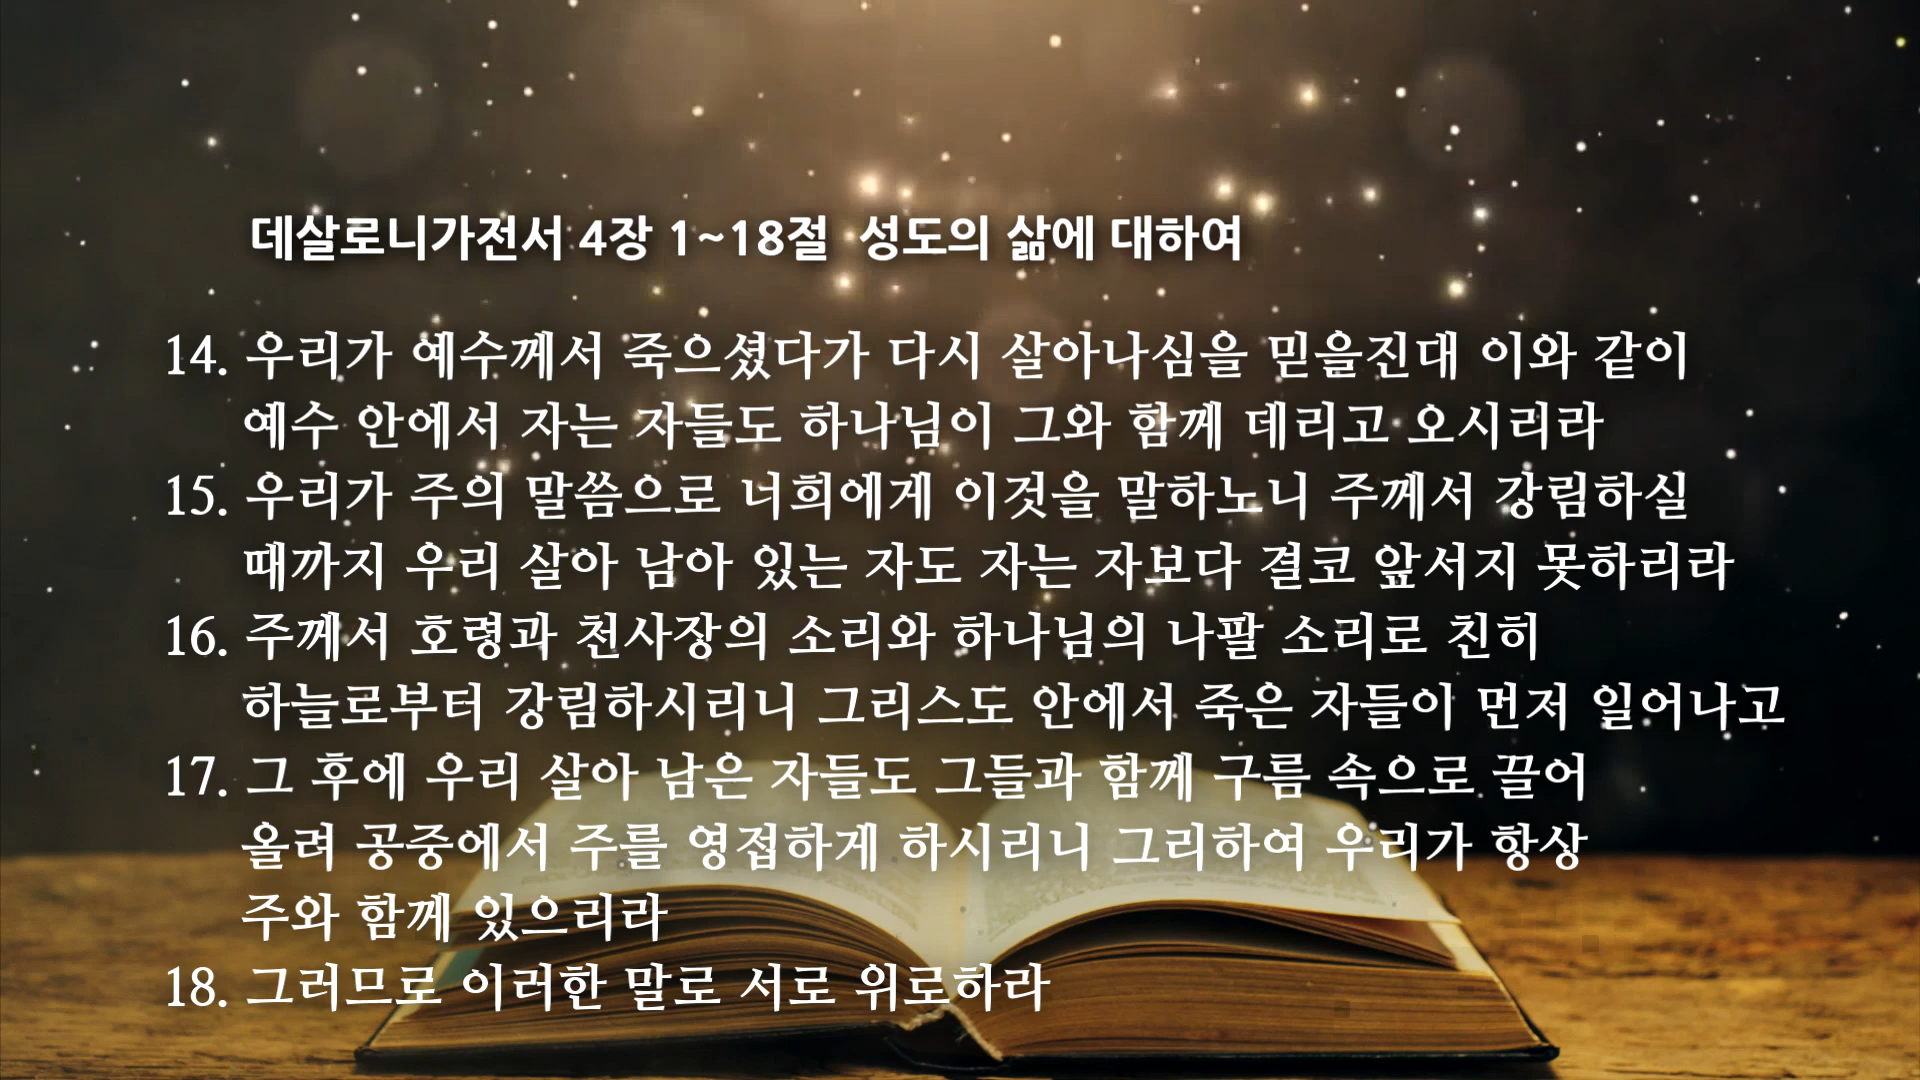 데살로니가전서 4장 1~18절 성도의 삶에 대하여
14. 우리가 예수께서 죽으셨다가 다시 살아나심을 믿을진대 이와 같이
예수 안에서 자는 자들도 하나님이 그와 함께 데리고 오시리라
15. 우리가 주의 말씀으로 너희에게 이것을 말하노니 주께서 강림하실
때까지 우리 살아 남아 있는 자도 자는 자보다 결코 앞서지 못하리라
16. 주께서 호령과 천사장의 소리와 하나님의 나팔 소리로 친히
하늘로부터 강림하시리니 그리스도 안에서 죽은 자들이 먼저 일어나고
17. 그 후에 우리 살아 남은 자들도 그들과 함께 구름 속으로 끌어
올려 공중에서 주를 영접하게 하시리니 그리하여 우리가 항상
주와 함께 있으리라
18. 그러므로 이러한 말로 서로 위로하라